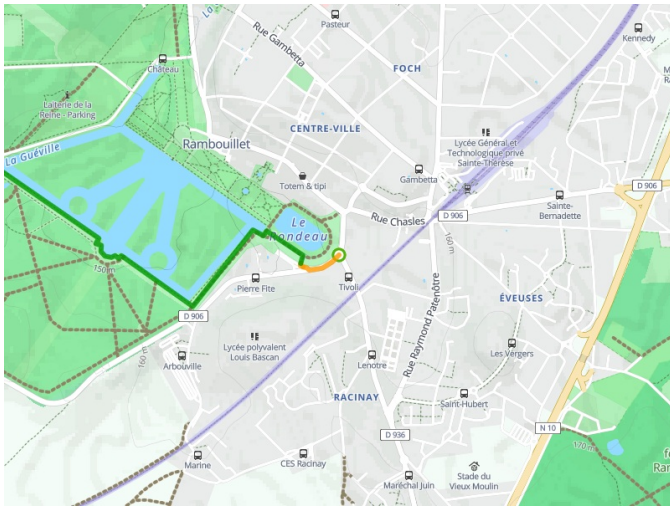 Pasteur
Kennedy
Rue Gambetta
FOCH
Château
Laiterie de la
Reine - Parking
CENTRE-VILLE
Lycée Général et
Technologique privé
Sainte-Thérèse
La Guéville
Rambouillet
Gambetta
Totem & tipi
D 906
Sainte-
Bernadette
Le
Rondeau
Rue Chasles
D 906
160 m
150 m
Pierre Fite
Tivoli
ÉVEUSES
D 906
Rue Raymond Patenôtre
Lycée polyvalent
Louis Bascan
160 m
Arbouville
Lenotre
Les Vergers
RACINAY
Saint-Hubert
N 10
D 936
170 m
Marine
CES Racinay
Maréchal Juin
Stade du
Vieux Moulin